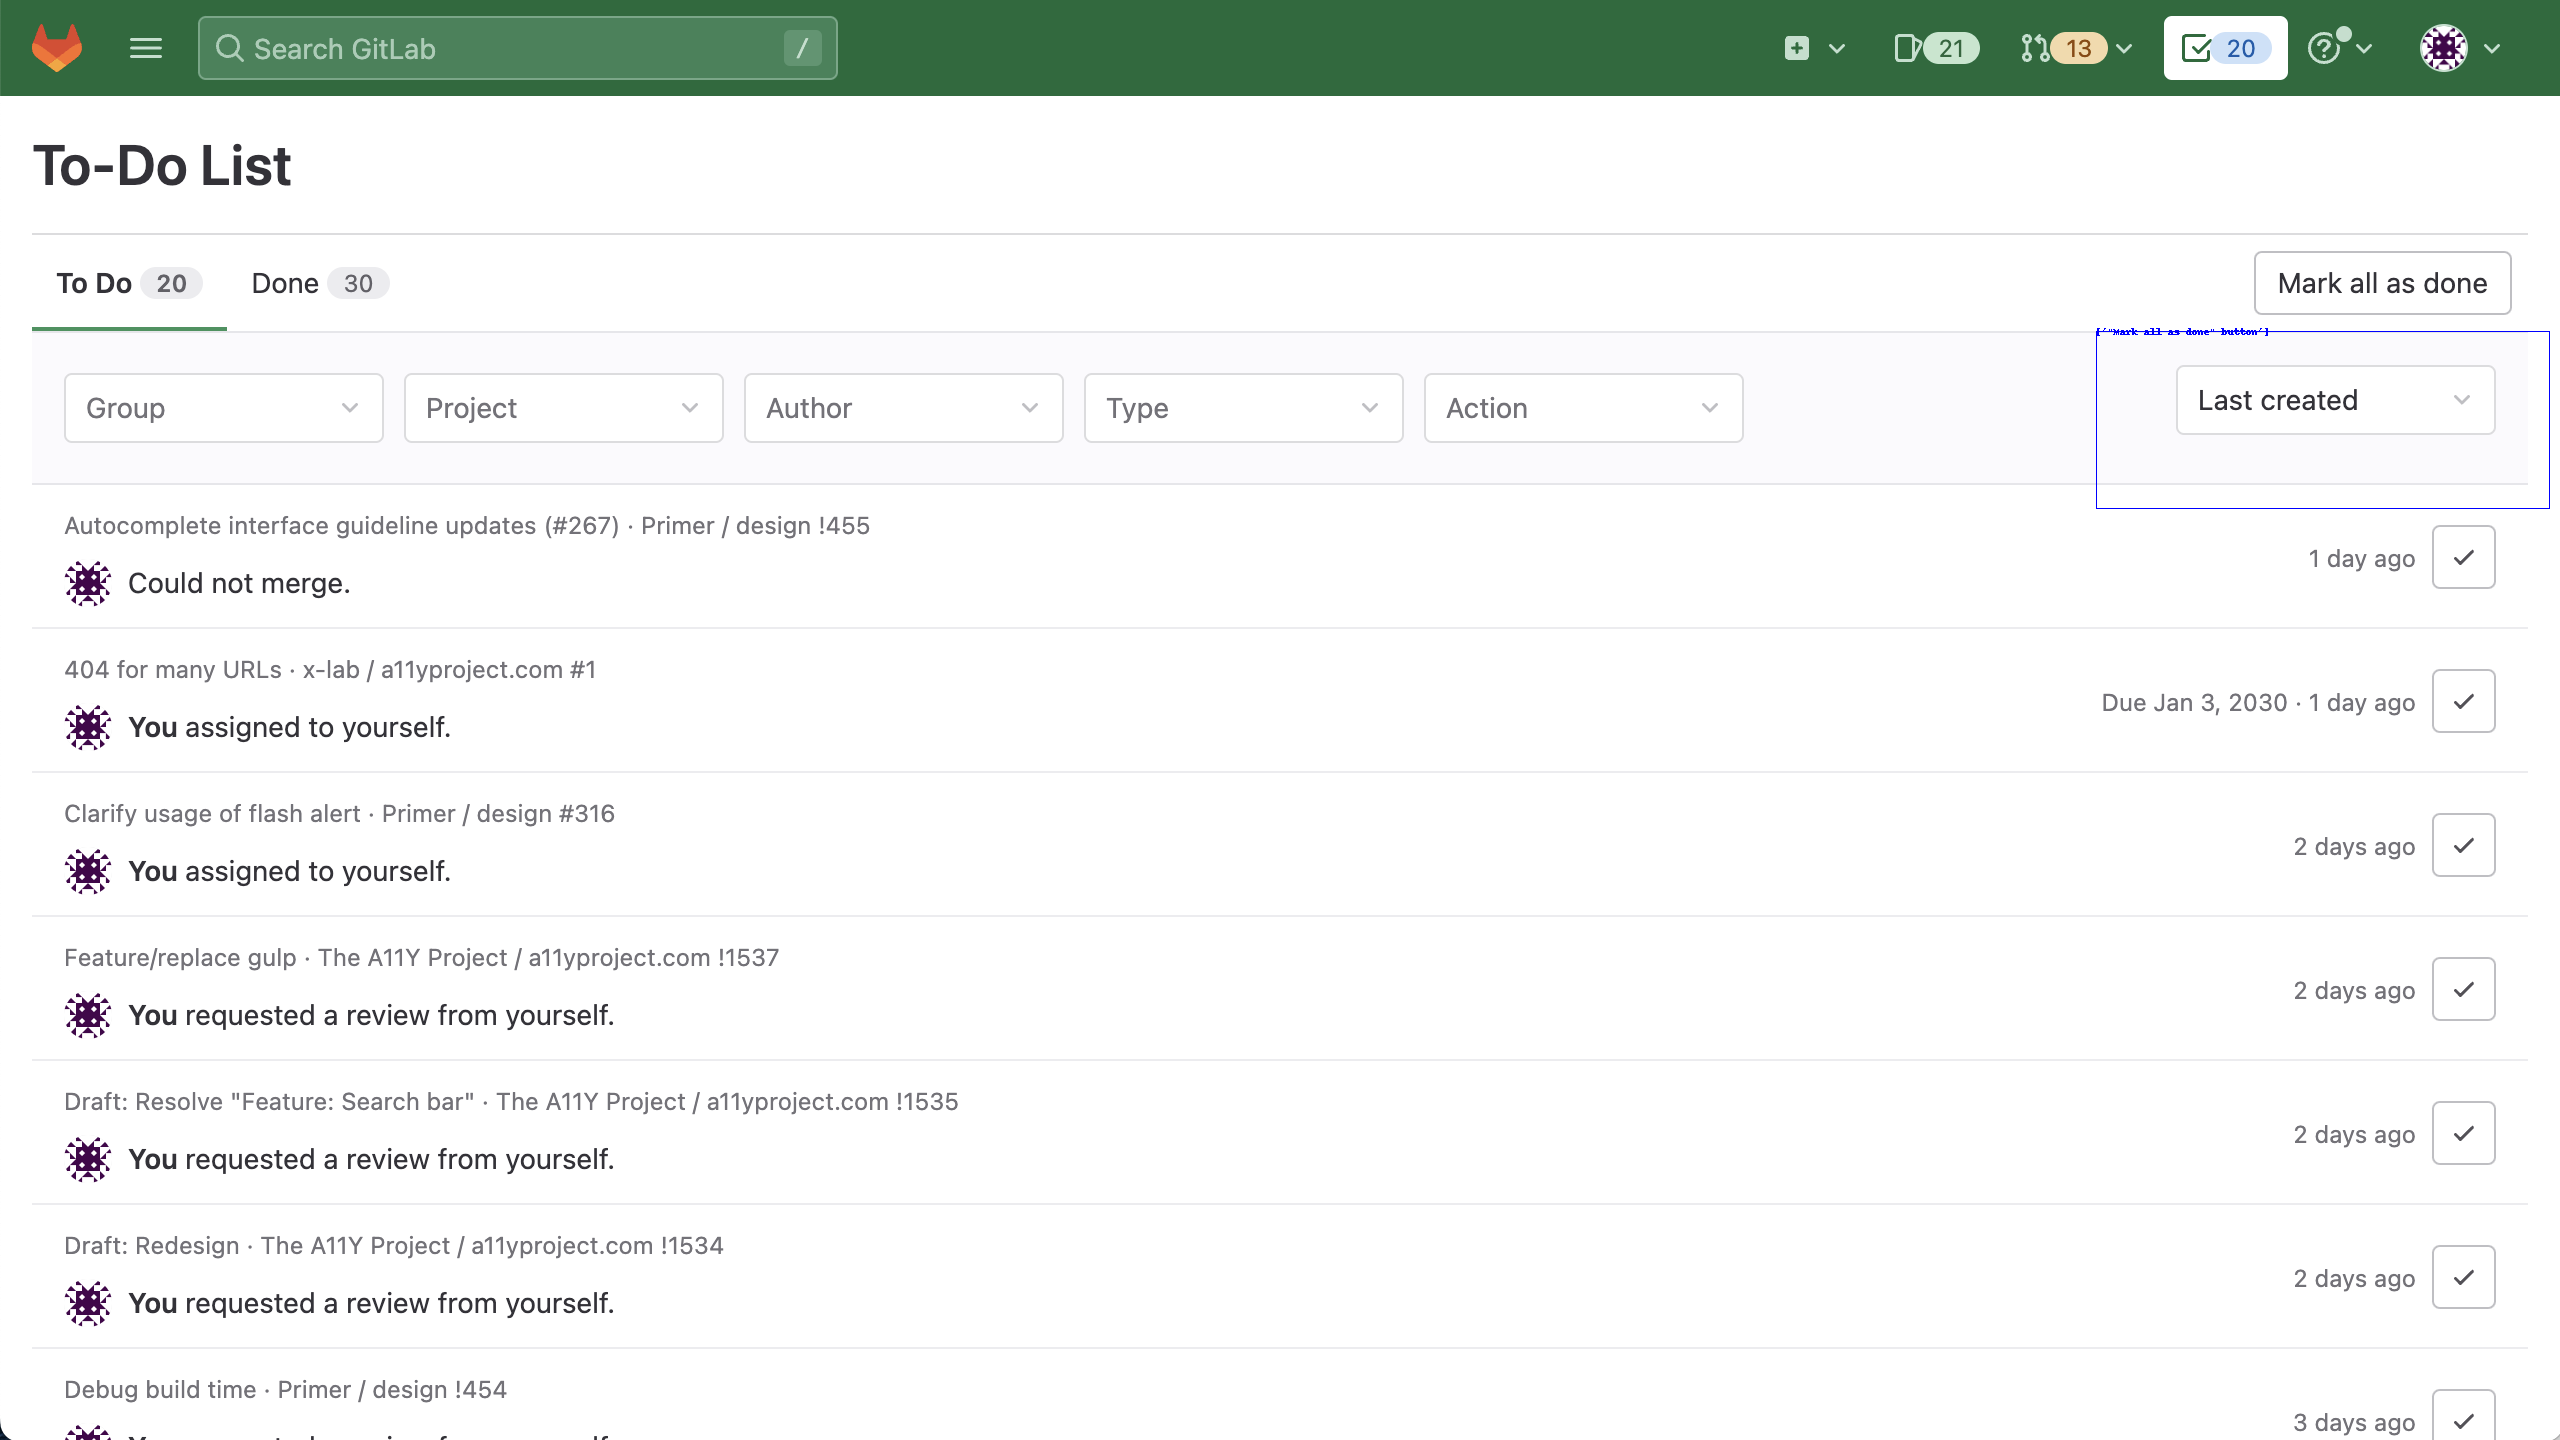 Search GitLab /
21
13
20
To-Do List
To Do 20
Done 30
Mark all as done
['"Mark all as done" button']
Group
Project
Author
Type
Action
Last created
Autocomplete interface guideline updates (#267) · Primer / design !455
Could not merge.
1 day ago
404 for many URLs · x-lab / a11yproject.com #1
You assigned to yourself.
Due Jan 3, 2030 · 1 day ago
Clarify usage of flash alert · Primer / design #316
You assigned to yourself.
2 days ago
Feature/replace gulp · The A11Y Project / a11yproject.com !1537
You requested a review from yourself.
2 days ago
Draft: Resolve "Feature: Search bar" · The A11Y Project / a11yproject.com !1535
You requested a review from yourself.
2 days ago
Draft: Redesign · The A11Y Project / a11yproject.com !1534
You requested a review from yourself.
2 days ago
Debug build time · Primer / design !454
3 days ago